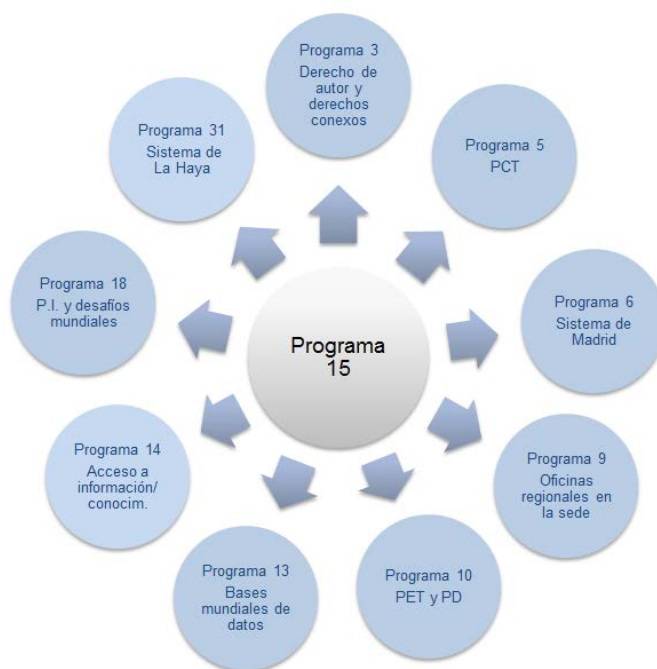 Programa 3
Derecho de
autor y
derechos
conexos
Programa 5
PCT
Programa 6
Sistema de
Madrid
Programa 9
Oficinas
regionales en
la sede
Programa 10
PET y PD
Programa 13
Bases
mundiales de
datos
Programa 14
Acceso a
información/
conocim.
Programa 18
P.I. y desafíos
mundiales
Programa 31
Sistema de
La Haya
Programa
15